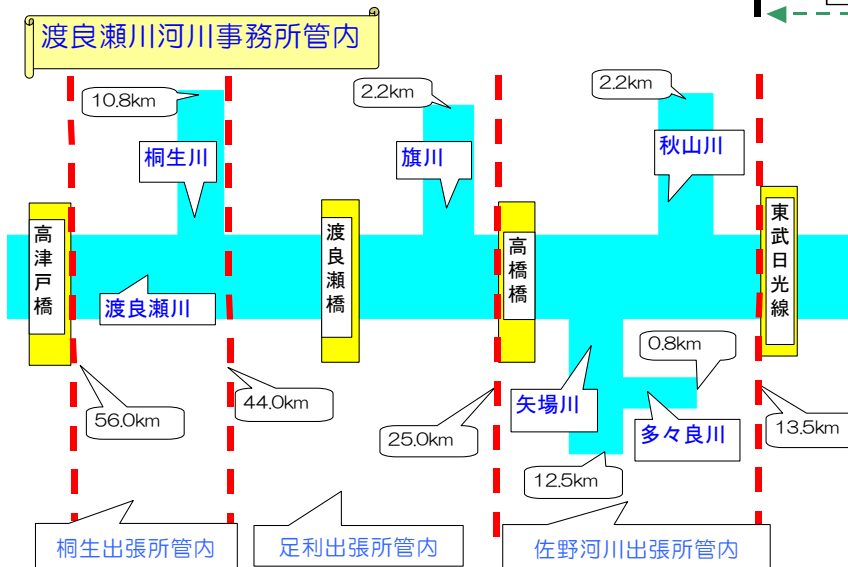 渡良瀬川河川事務所管内
10.8km
2.2km
2.2km
桐生川
旗川
秋山川
高津戸橋
渡良瀬橋
高橋橋
東武日光線
渡良瀬川
0.8km
56.0km
44.0km
25.0km
矢場川
多々良川
13.5km
12.5km
桐生出張所管内
足利出張所管内
佐野河川出張所管内